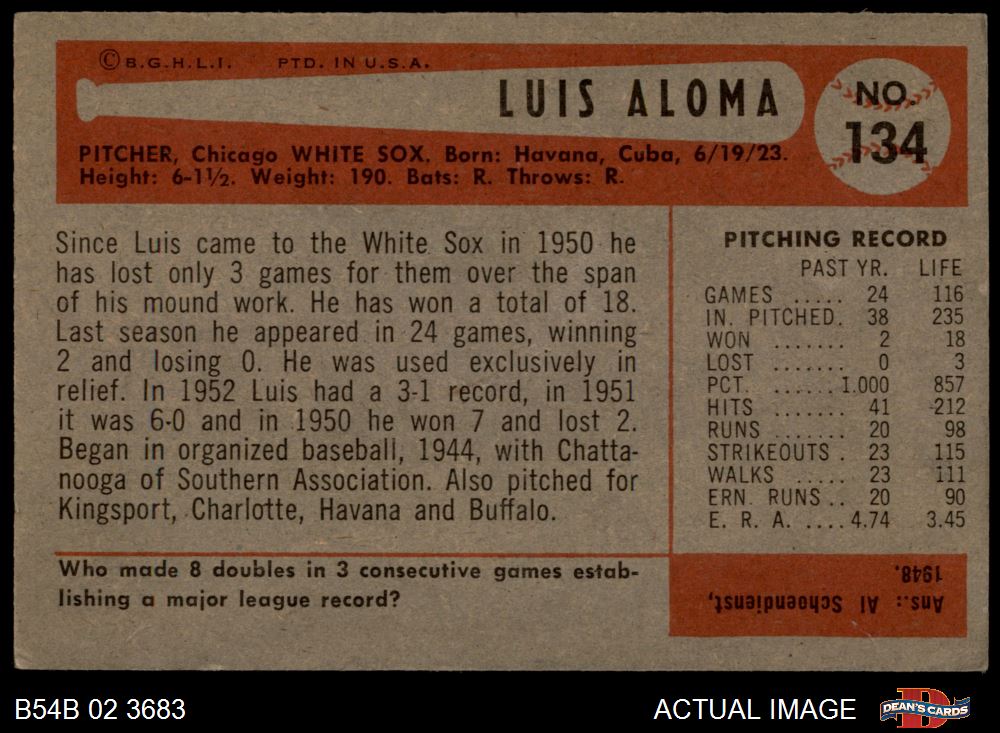 ©B.G.H.L.I. PTD. IN U.S.A.
LUIS ALOMA
NO.
134
PITCHER, Chicago WHITE SOX. Born: Havana, Cuba, 6/19/23.
Height: 6-1½. Weight: 190. Bats: R. Throws: R.
Since Luis came to the White Sox in 1950 he
has lost only 3 games for them over the span
of his mound work. He has won a total of 18.
Last season he appeared in 24 games, winning
2 and losing 0. He was used exclusively in
relief. In 1952 Luis had a 3-1 record, in 1951
it was 6-0 and in 1950 he won 7 and lost 2.
Began in organized baseball, 1944, with Chatta-
nooga of Southern Association. Also pitched for
Kingsport, Charlotte, Havana and Buffalo.
PITCHING RECORD
PAST YR. LIFE
GAMES ..... 24 116
IN. PITCHED. 38 235
WON ....... 2 18
LOST ....... 0 3
PCT. ...... 1.000 857
HITS ....... 41 212
RUNS ....... 20 98
STRIKEOUTS . 23 115
WALKS ..... 23 111
ERN. RUNS .. 20 90
E. R. A. .... 4.74 3.45
Who made 8 doubles in 3 consecutive games estab-
lishing a major league record?
Ans.: Al Schoendienst,
1948.
B54B 02 3683
ACTUAL IMAGE
D
DEAN'S CARDS